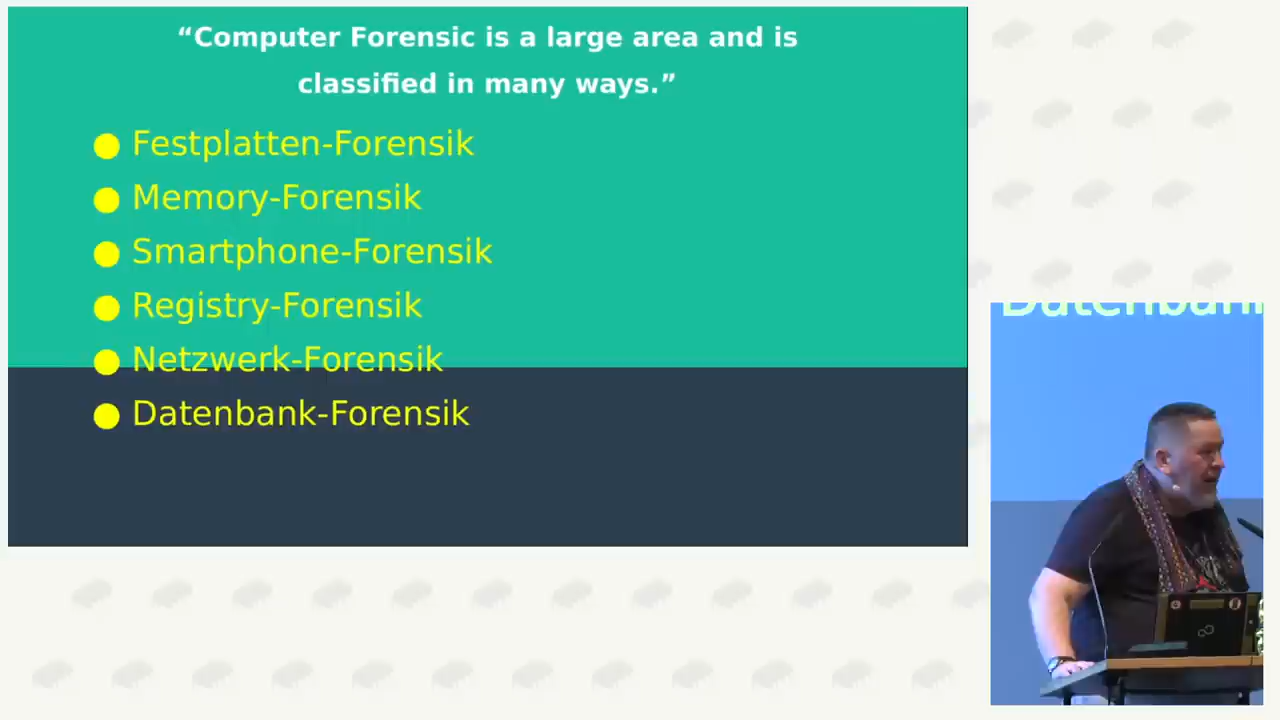 “Computer Forensic is a large area and is
classified in many ways.”
● Festplatten-Forensik
● Memory-Forensik
● Smartphone-Forensik
● Registry-Forensik
● Netzwerk-Forensik
● Datenbank-Forensik
Datenbank